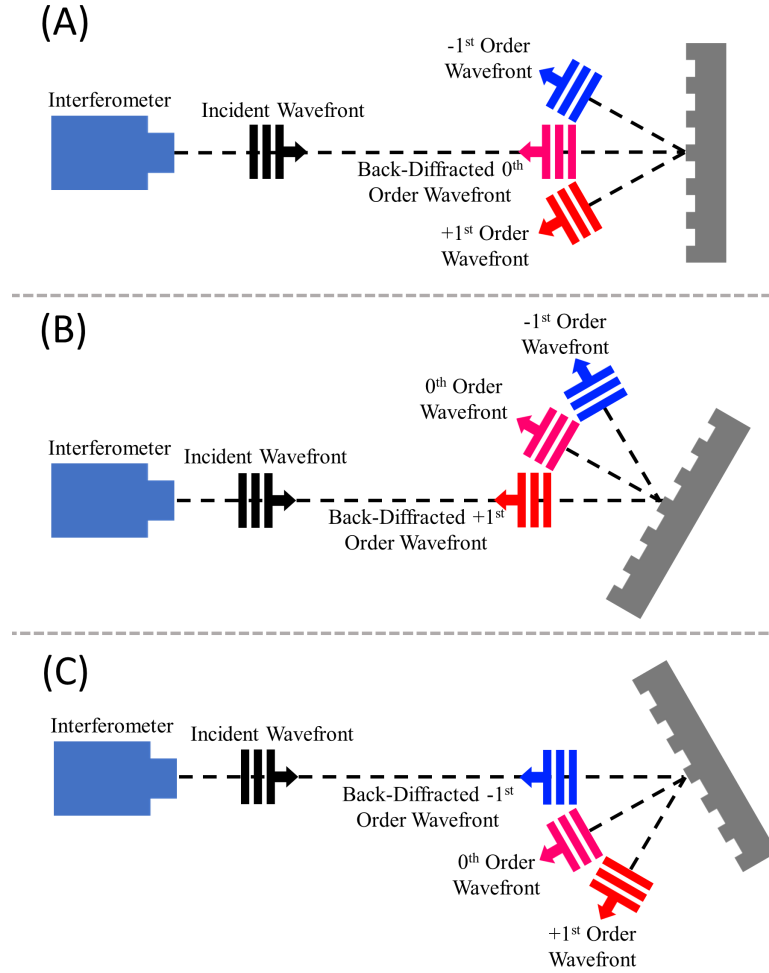 (A)
-1st Order
Wavefront
Interferometer
Incident Wavefront
Back-Diffracted 0th
Order Wavefront
+1st Order
Wavefront
(B)
-1st Order
Wavefront
0th Order
Wavefront
Interferometer
Incident Wavefront
Back-Diffracted +1st
Order Wavefront
(C)
Interferometer
Incident Wavefront
Back-Diffracted -1st
Order Wavefront
0th Order
Wavefront
+1st Order
Wavefront